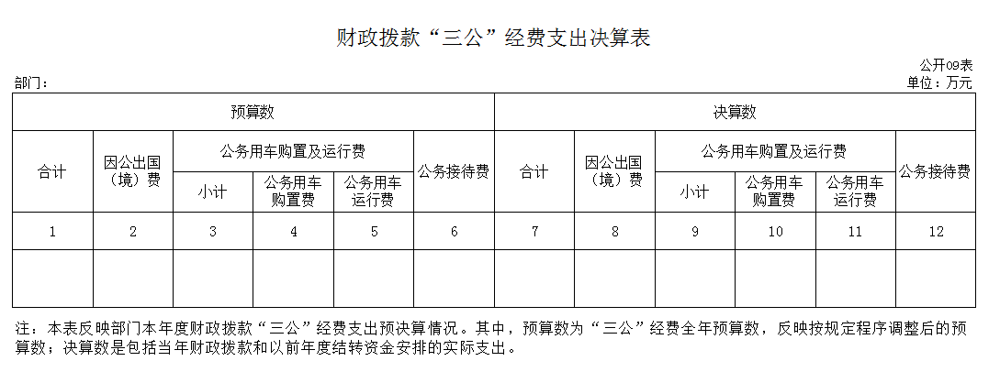 财政拨款“三公”经费支出决算表
公开09表
部门：
单位：万元
预算数 决算数
合计 因公出国（境）费 公务用车购置及运行费 公务接待费 合计 因公出国（境）费 公务用车购置及运行费 公务接待费
小计 公务用车购置费 公务用车运行费 小计 公务用车购置费 公务用车运行费
1 2 3 4 5 6 7 8 9 10 11 12
注：本表反映部门本年度财政拨款“三公”经费支出预决算情况。其中，预算数为“三公”经费全年预算数，反映按规定程序调整后的预
算数；决算数是包括当年财政拨款和以前年度结转资金安排的实际支出。